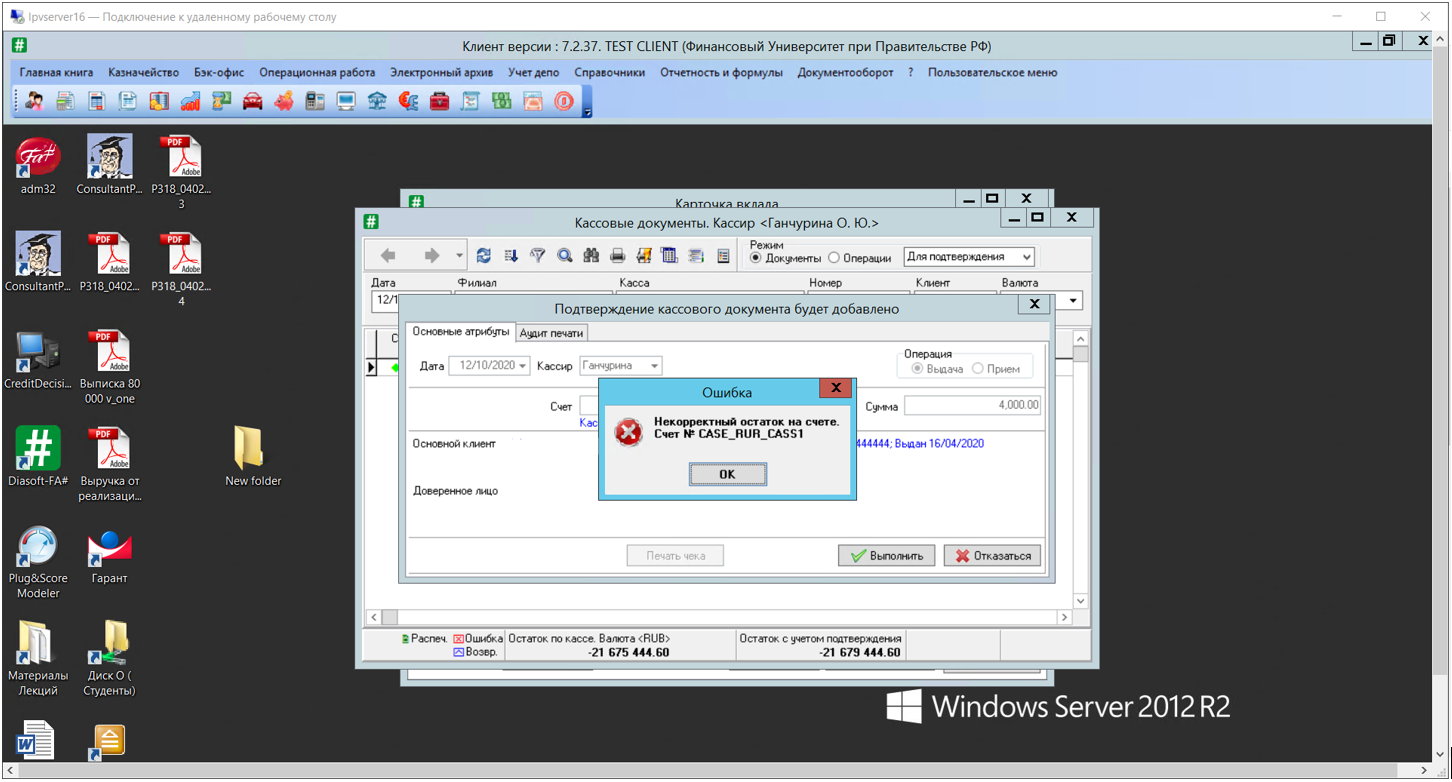 Ipvserver16 — Подключение к удаленному рабочему столу
Клиент версии : 7.2.37. TEST CLIENT (Финансовый Университет при Правительстве РФ)
Главная книга Казначейство Бэк-офис Операционная работа Электронный архив Учет депо Справочники Отчетность и формулы Документооборот ? Пользовательское меню
adm32
ConsultantP...
P318_0402...
3
ConsultantP...
P318_0402...
P318_0402...
4
CreditDecisi...
Выписка 80
000 v_one
Diasoft-FA#
Выручка от
реализаци...
New folder
Plug&Score
Modeler
Гарант
Материалы
Лекций
Диск O (
Студенты)
Карточка вклада
Кассовые документы. Кассир <Ганчурина О. Ю.>
Режим
Документы Операции
Для подтверждения
Дата Филиал Касса Номер Клиент Валюта
12/1
С
Подтверждение кассового документа будет добавлено
Основные атрибуты Аудит печати
Дата 12/10/2020 Кассир Ганчурина
Операция
Выдача Прием
Счет
Кас
Сумма 4,000.00
Основной клиент
444444; Выдан 16/04/2020
Доверенное лицо
Ошибка
Некорректный остаток на счете.
Счет № CASE_RUR_CASS1
OK
Печать чека Выполнить Отказаться
Распеч. Ошибка
Возвр.
Остаток по кассе. Валюта <RUB>
-21 675 444.60
Остаток с учетом подтверждения
-21 679 444.60
Windows Server 2012 R2